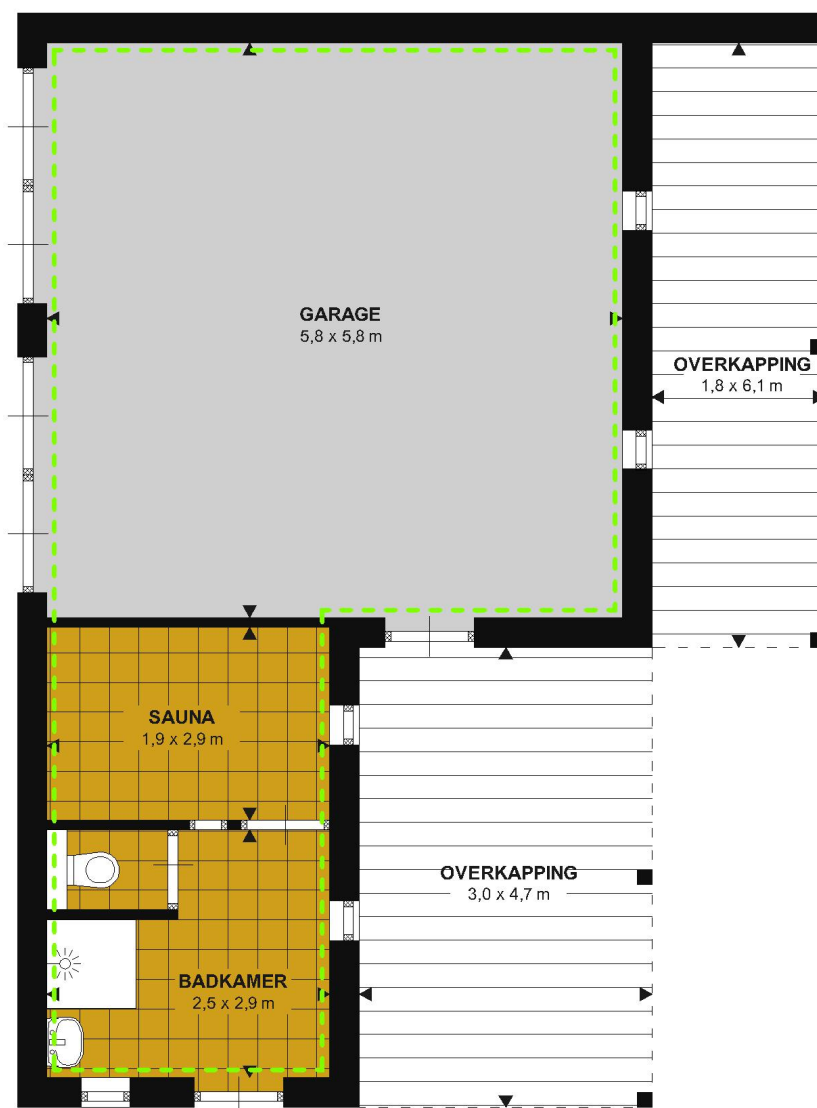 GARAGE
5,8 x 5,8 m
OVERKAPPING
1,8 x 6,1 m
SAUNA
1,9 x 2,9 m
OVERKAPPING
3,0 x 4,7 m
BADKAMER
2,5 x 2,9 m